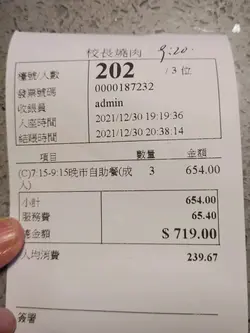 校長燒肉 9:20.
檯號/人數 202 / 3 位
發票號碼 0000187232
收銀員 admin
入座時間 2021/12/30 19:19:36
結賬時間 2021/12/30 20:38:14
項目 數量 金額
(C)7:15-9:15晚市自助餐(成人) 3 654.00
小計 654.00
服務費 65.40
總金額 $ 719.00
人均消費 239.67
簽署